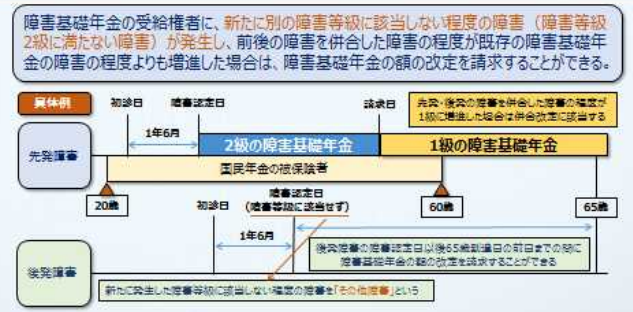 障害基礎年金の受給権者に、新たに別の障害等級に該当しない程度の障害(障害等級
2級に満たない障害)が発生し、前後の障害を併合した障害の程度が既存の障害基礎年
金の障害の程度よりも増進した場合は、障害基礎年金の額の改定を請求することができる。
具体例
初診日
障害認定日
請求日
先発・後発の障害を併合した障害の程度が
1級に増進した場合は併合改定に該当する
1年6月
先発障害
2級の障害基礎年金
1級の障害基礎年金
国民年金の被保険者
20歳
初診日
障害認定日
(障害等級に該当せず)
60歳
65歳
1年6月
後発障害
後発障害の障害認定日以後65歳到達日の前日までの間に
障害基礎年金の額の改定を請求することができる
新たに発生した障害等級に該当しない程度の障害を「その他障害」という